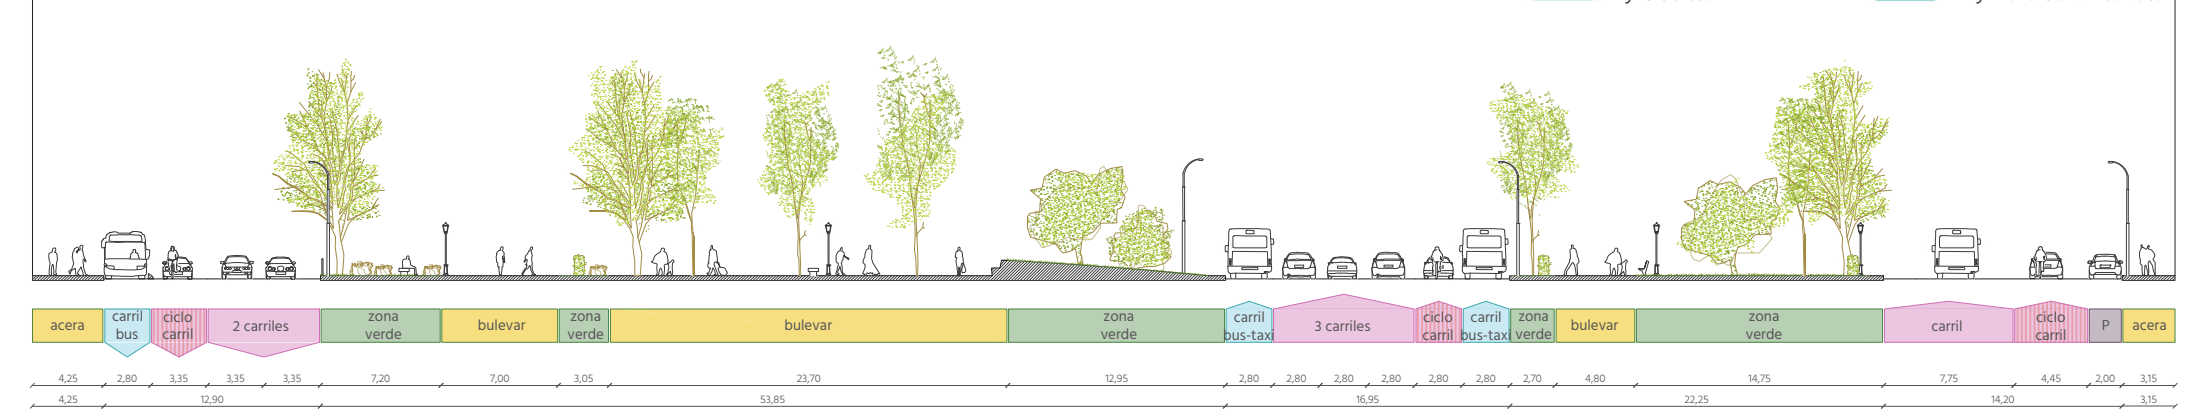 acera
carril
bus
ciclo
carril
2 carriles
zona
verde
bulevar
zona
verde
bulevar
zona
verde
carril
bus-taxi
3 carriles
ciclo
carril
carril
bus-taxi
zona
verde
bulevar
zona
verde
carril
ciclo
carril
P
acera
4,25 2,80 3,35 3,35 3,35 7,20 7,00 3,05 23,70 12,95 2,80 2,80 2,80 2,80 2,80 2,80 2,70 4,80 14,75 7,75 4,45 2,00 3,15
4,25 12,90 53,85 16,95 22,25 14,20 3,15